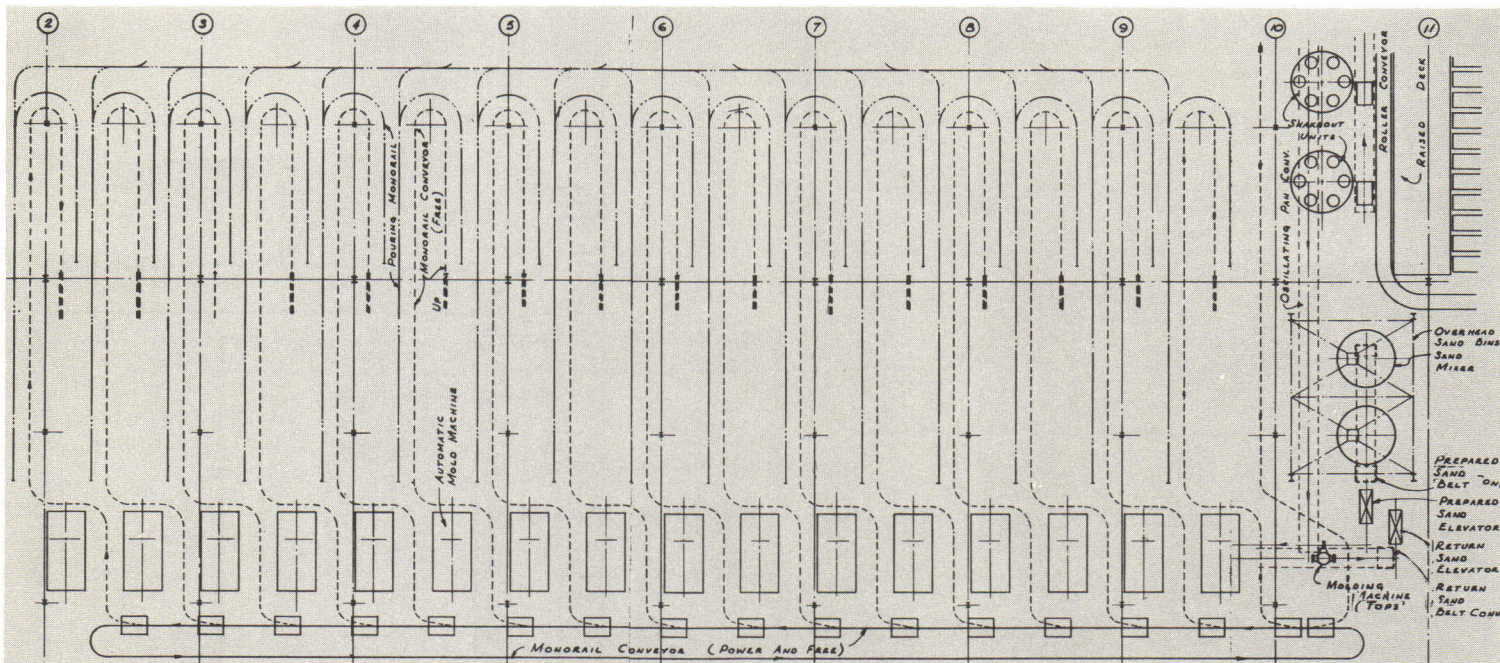 2 3 4 5 6 7 8 9 10 11
SHAKEOUT
UNITS
ROLLER CONVEYOR
RAISED DECK
OSCILLATING PAN CONV.
POURING MONORAIL
MONORAIL CONVEYOR
(FREE)
UP
AUTOMATIC
MOLD MACHINE
OVERHEAD
SAND BINS
SAND
MIXER
PREPARED
SAND
BELT CON
PREPARED
SAND
ELEVATOR
RETURN
SAND
ELEVATOR
RETURN
SAND
BELT CONV
MOLDING
MACHINE
(TOPS)
MONORAIL CONVEYOR (POWER AND FREE)